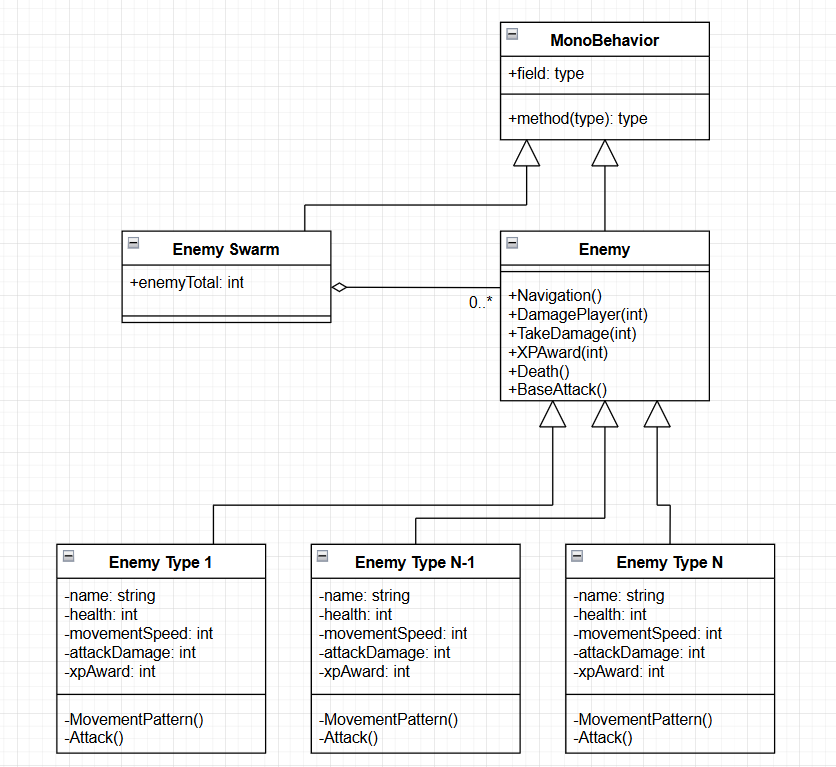 MonoBehavior
+field: type
+method(type): type
Enemy Swarm
+enemyTotal: int
0..*
Enemy
+Navigation()
+DamagePlayer(int)
+TakeDamage(int)
+XPAward(int)
+Death()
+BaseAttack()
Enemy Type 1
-name: string
-health: int
-movementSpeed: int
-attackDamage: int
-xpAward: int
-MovementPattern()
-Attack()
Enemy Type N-1
-name: string
-health: int
-movementSpeed: int
-attackDamage: int
-xpAward: int
-MovementPattern()
-Attack()
Enemy Type N
-name: string
-health: int
-movementSpeed: int
-attackDamage: int
-xpAward: int
-MovementPattern()
-Attack()